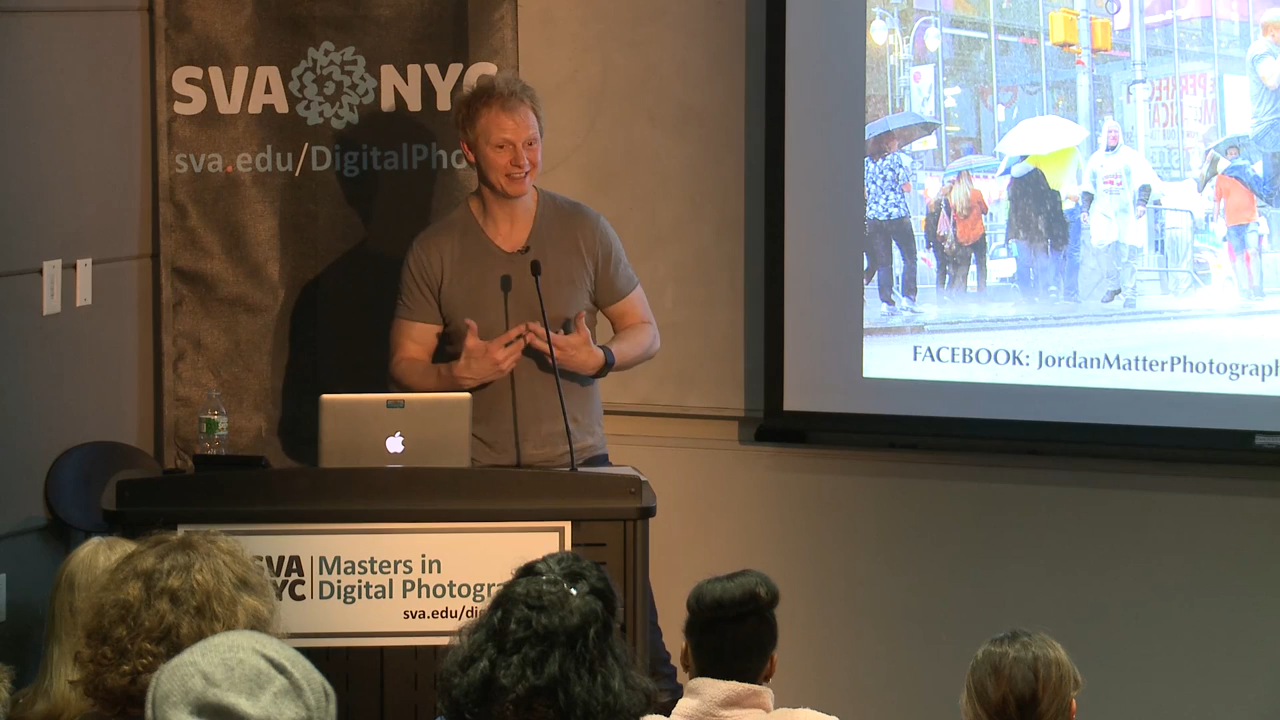 SVA NYC
sva.edu/DigitalPho
FACEBOOK: JordanMatterPhotograph
SVA
NYC
Masters in
Digital Photogra
sva.edu/di